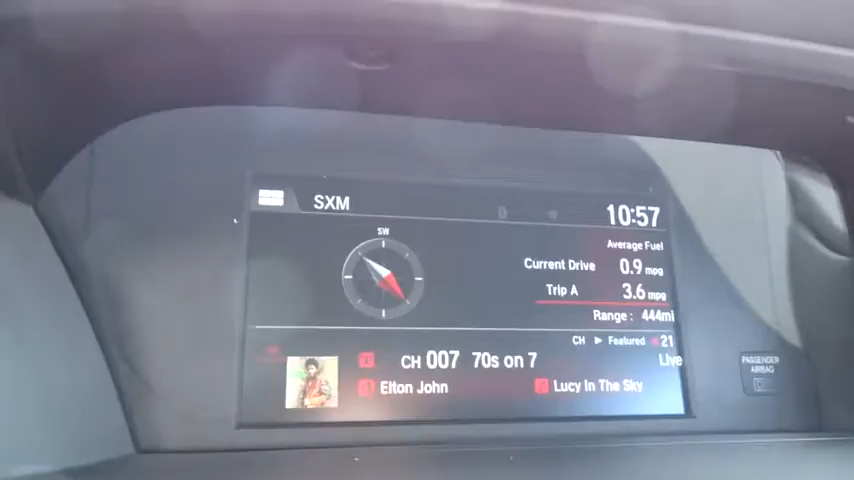 SXM
10:57
SW
Average Fuel
Current Drive 0.9 mpg
Trip A 3.6 mpg
Range : 444mi
CH ▶ Featured 21
CH 007 70s on 7 Live
Elton John Lucy In The Sky
PASSENGER
AIRBAG